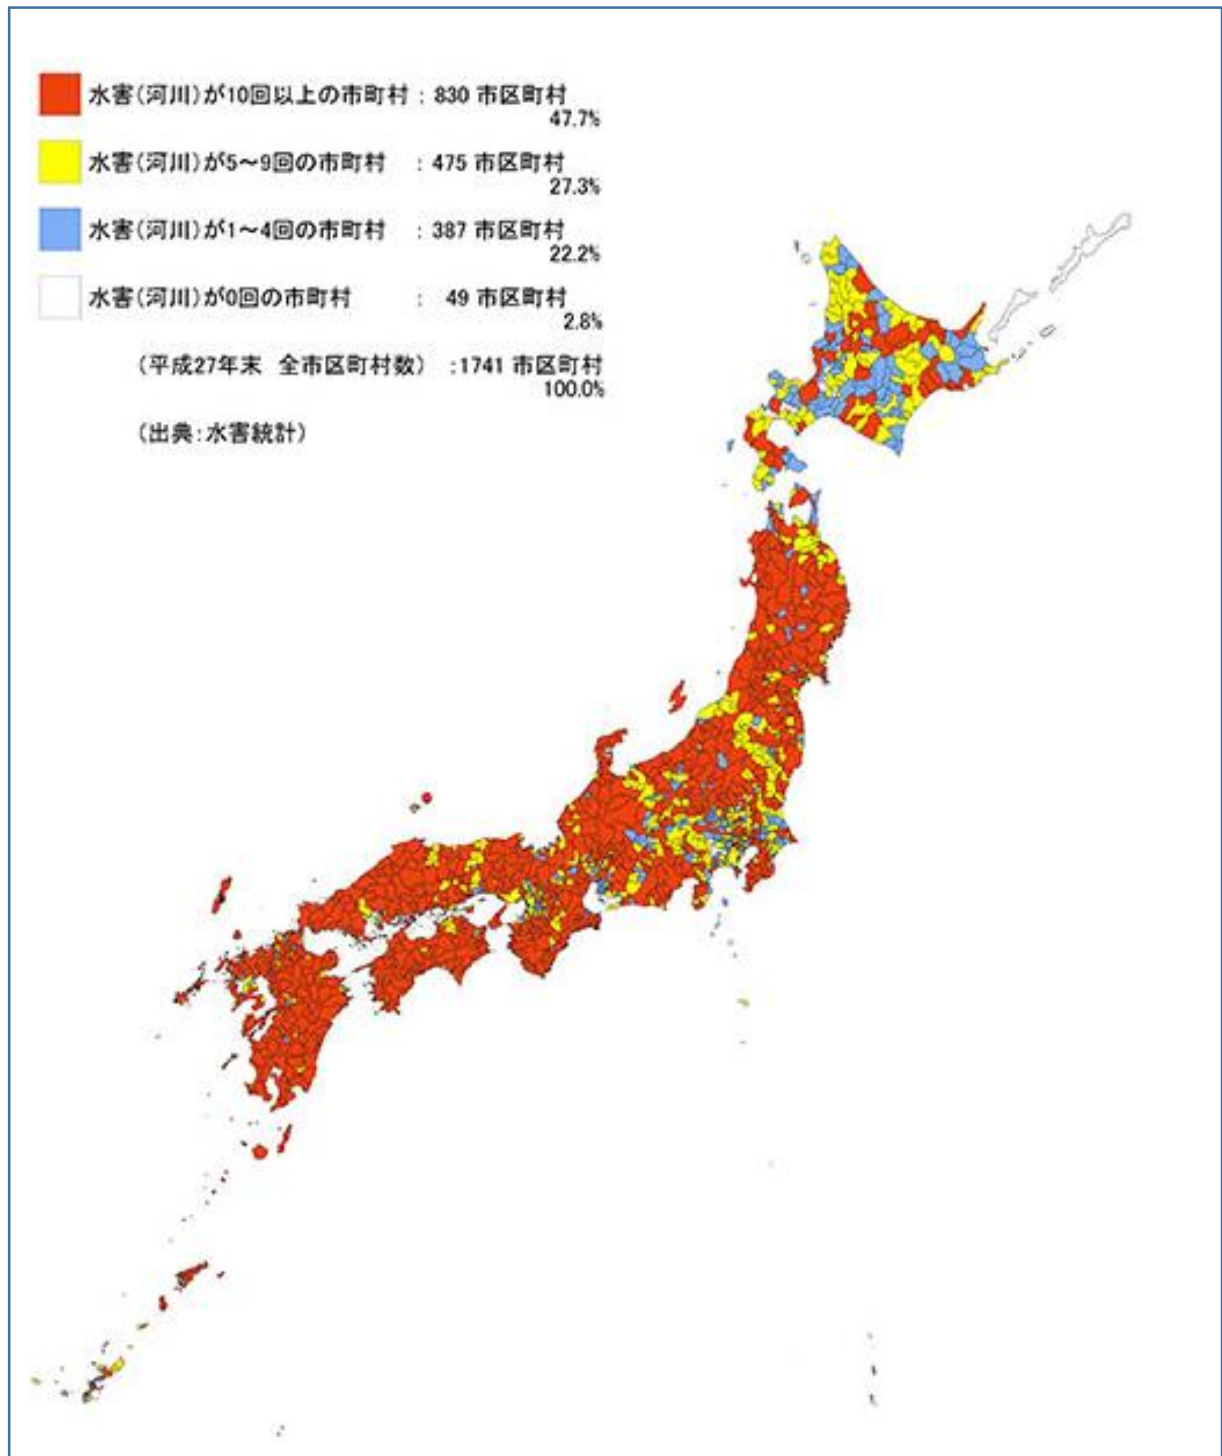 水害(河川)が10回以上の市町村 : 830 市区町村
47.7%
水害(河川)が5～9回の市町村 : 475 市区町村
27.3%
水害(河川)が1～4回の市町村 : 387 市区町村
22.2%
水害(河川)が0回の市町村 : 49 市区町村
2.8%
(平成27年末 全市区町村数) :1741 市区町村
100.0%
(出典:水害統計)